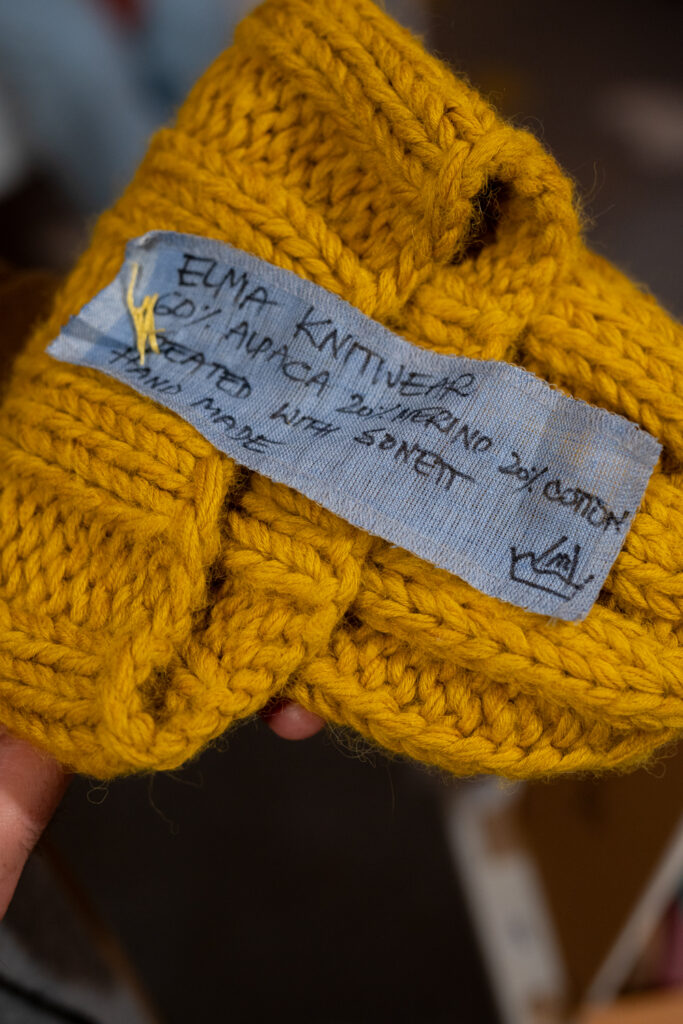 ELMA KNITWEAR
60% ALPACA 20% MERINO 20% COTTON
TREATED WITH SONETT
HAND MADE